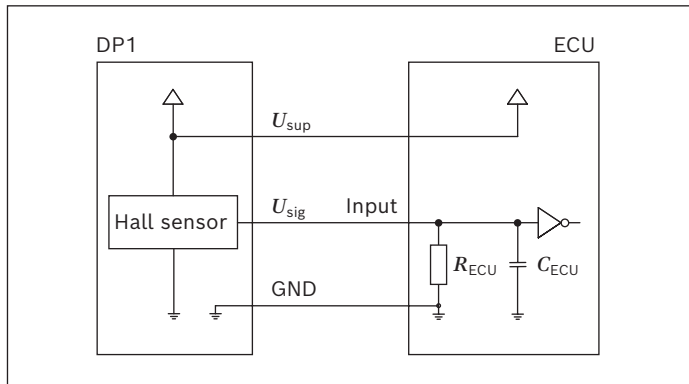 DP1
ECU
U_sup
U_sig
Input
Hall sensor
R_ECU
C_ECU
GND